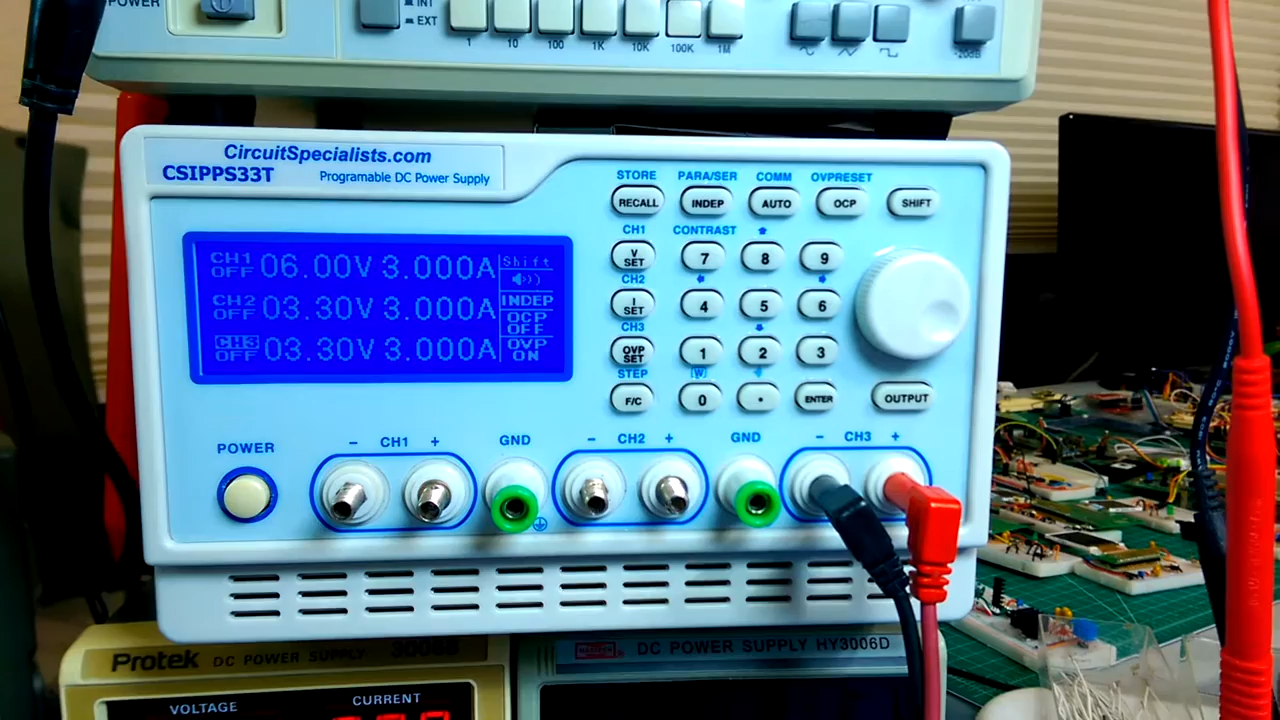 POWER
INT
EXT
1 10 100 1K 10K 100K 1M
-20dB
CircuitSpecialists.com
CSIPPS33T
Programable DC Power Supply
STORE PARA/SER COMM OVPRESET
RECALL INDEP AUTO OCP SHIFT
CH1 CONTRAST
V SET 7 8 9
CH2
I SET 4 5 6
CH3
OVP SET 1 2 3
STEP [W]
F/C 0 • ENTER OUTPUT
CH1 OFF 06.00V 3.000A Shift
CH2 OFF 03.30V 3.000A INDEP
OCP OFF
CH3 OFF 03.30V 3.000A OVP ON
POWER
− CH1 + GND − CH2 + GND − CH3 +
Protek DC POWER SUPPLY
DC POWER SUPPLY HY3006D
VOLTAGE CURRENT